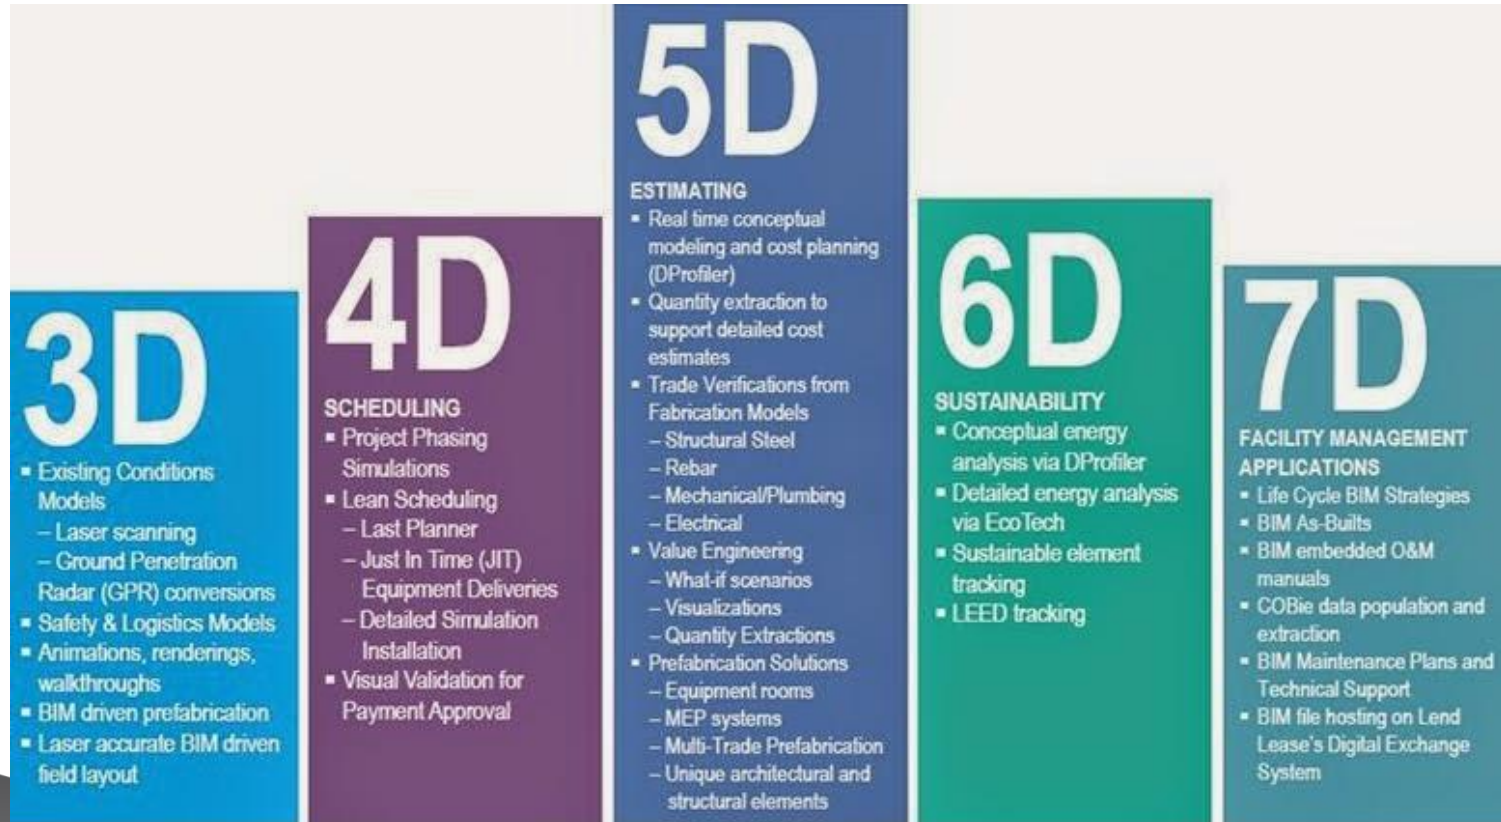 3D
▪ Existing Conditions
Models
– Laser scanning
– Ground Penetration
Radar (GPR) conversions
▪ Safety & Logistics Models
▪ Animations, renderings,
walkthroughs
▪ BIM driven prefabrication
▪ Laser accurate BIM driven
field layout
4D
SCHEDULING
▪ Project Phasing
Simulations
▪ Lean Scheduling
– Last Planner
– Just In Time (JIT)
Equipment Deliveries
– Detailed Simulation
Installation
▪ Visual Validation for
Payment Approval
5D
ESTIMATING
▪ Real time conceptual
modeling and cost planning
(DProfiler)
▪ Quantity extraction to
support detailed cost
estimates
▪ Trade Verifications from
Fabrication Models
– Structural Steel
– Rebar
– Mechanical/Plumbing
– Electrical
▪ Value Engineering
– What-if scenarios
– Visualizations
– Quantity Extractions
▪ Prefabrication Solutions
– Equipment rooms
– MEP systems
– Multi-Trade Prefabrication
– Unique architectural and
structural elements
6D
SUSTAINABILITY
▪ Conceptual energy
analysis via DProfiler
▪ Detailed energy analysis
via EcoTech
▪ Sustainable element
tracking
▪ LEED tracking
7D
FACILITY MANAGEMENT
APPLICATIONS
▪ Life Cycle BIM Strategies
▪ BIM As-Builts
▪ BIM embedded O&M
manuals
▪ COBie data population and
extraction
▪ BIM Maintenance Plans and
Technical Support
▪ BIM file hosting on Lend
Lease's Digital Exchange
System